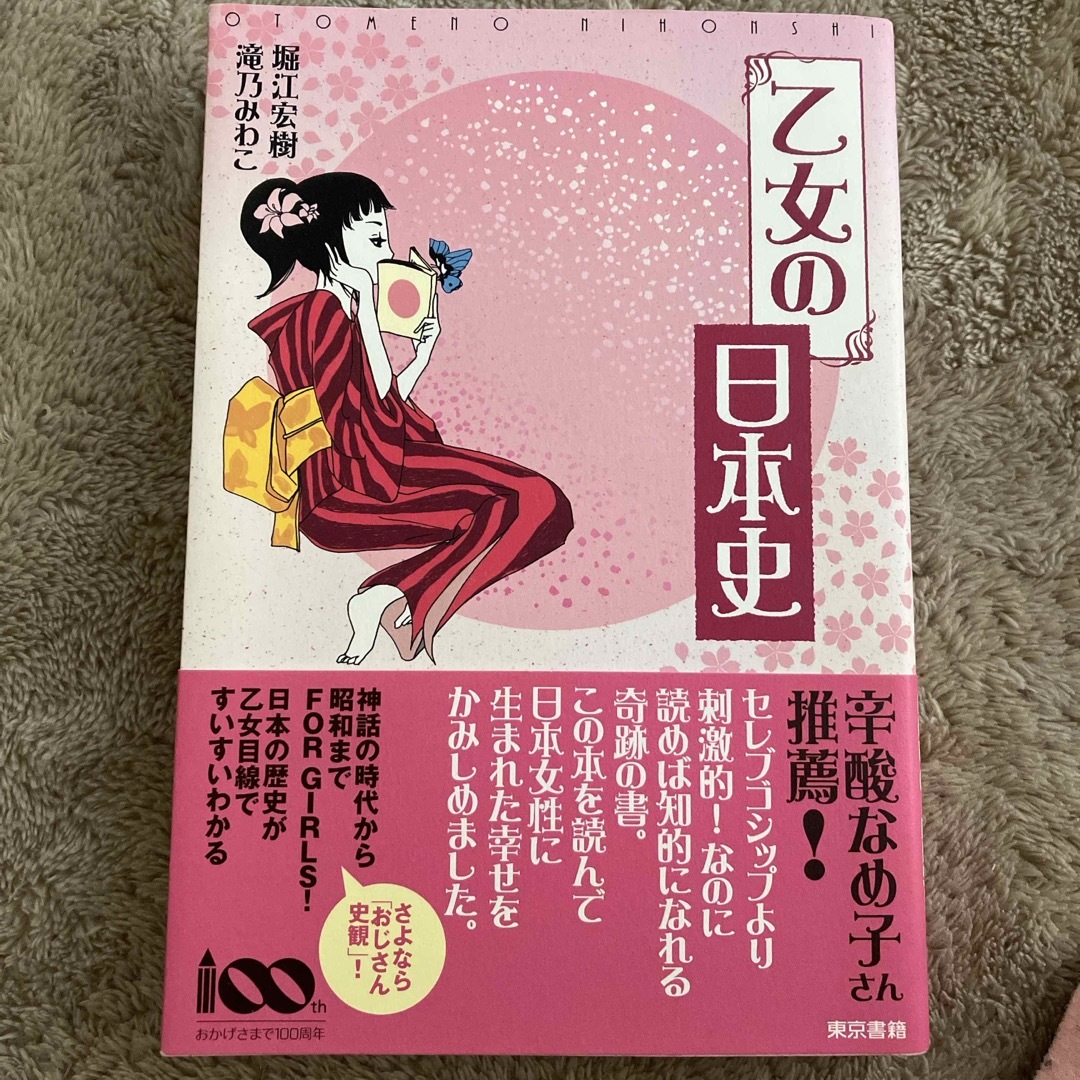 OTOMENO NIHONSHI
乙女の
日本史
堀江宏樹
滝乃みわこ
辛酸なめ子さん
推薦!
セレブゴシップより
刺激的!なのに
読めば知的になれる
奇跡の書。
この本を読んで
日本女性に
生まれた幸せを
かみしめました。
神話の時代から
昭和まで
FOR GIRLS!
日本の歴史が
乙女目線で
すいすいわかる
さよなら
「おじさん
史観」!
100th
おかげさまで100周年
東京書籍